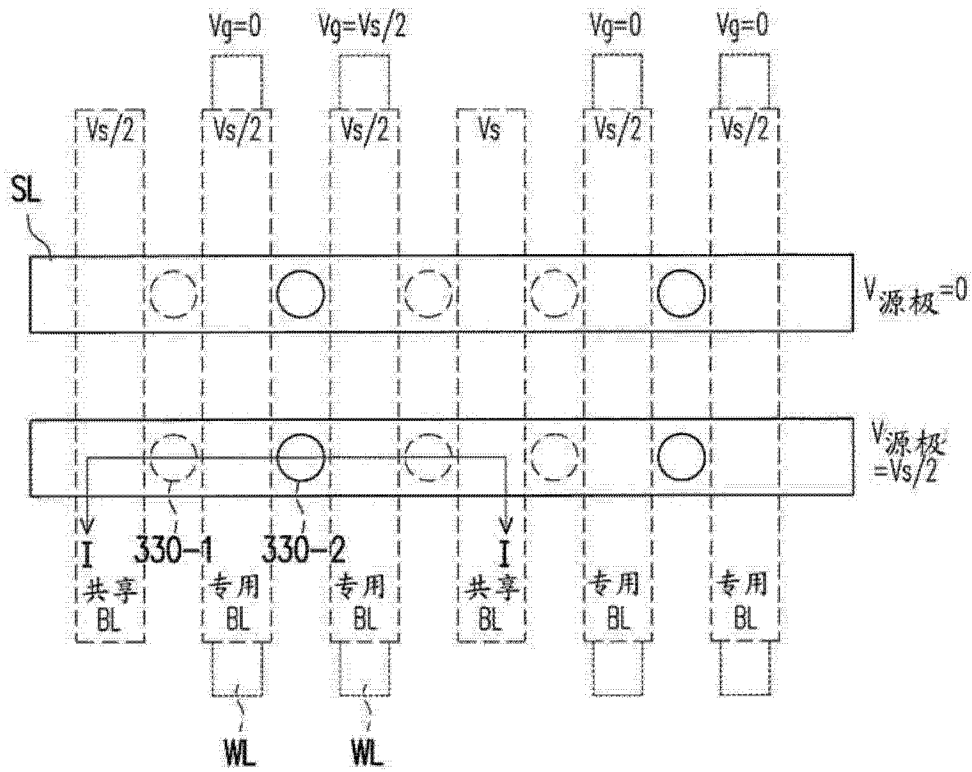 Vg=0 Vg=Vs/2 Vg=0 Vg=0
Vs/2 Vs/2 Vs/2 Vs Vs/2 Vs/2
SL
V源极=0
V源极
=Vs/2
I 330-1 330-2 I
共享 专用 专用 共享 专用 专用
BL BL BL BL BL BL
WL WL